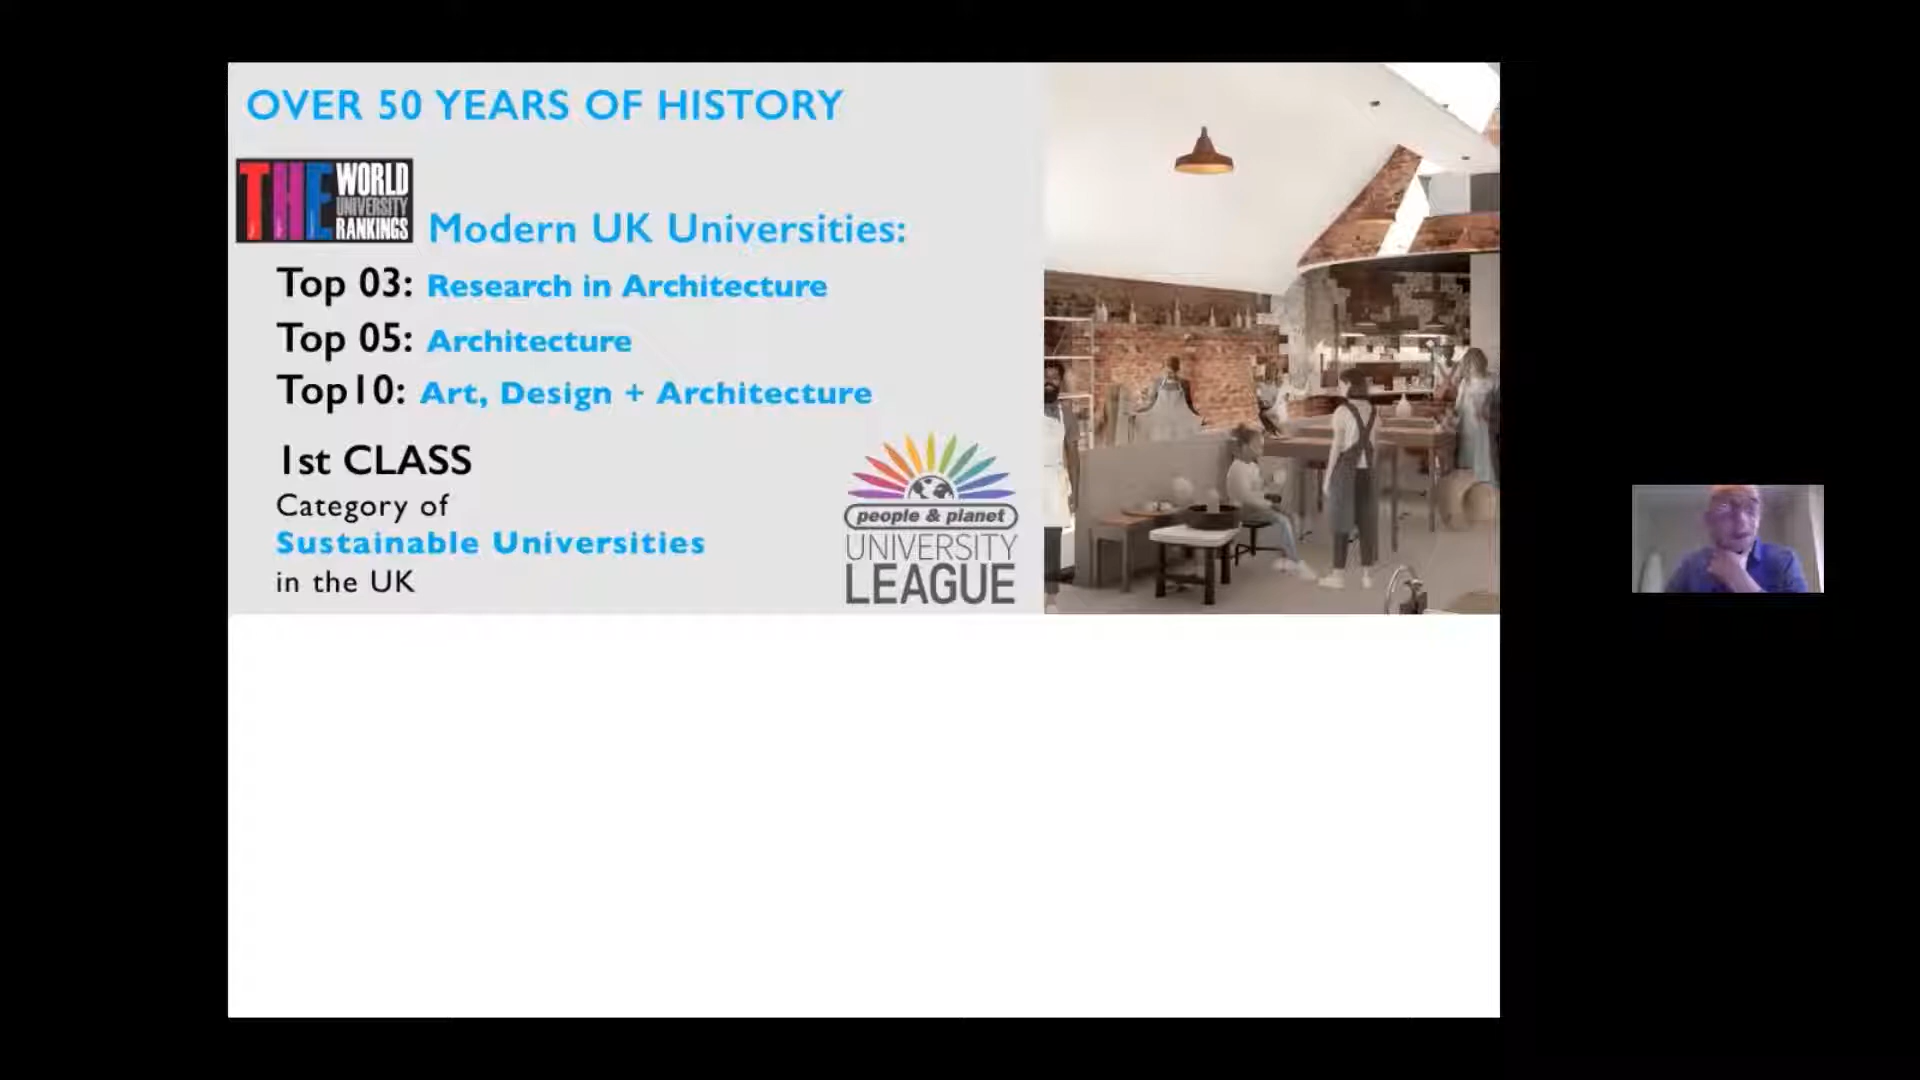 OVER 50 YEARS OF HISTORY
THE WORLD
UNIVERSITY
RANKINGS
Modern UK Universities:
Top 03: Research in Architecture
Top 05: Architecture
Top10: Art, Design + Architecture
1st CLASS
Category of
Sustainable Universities
in the UK
people & planet
UNIVERSITY
LEAGUE